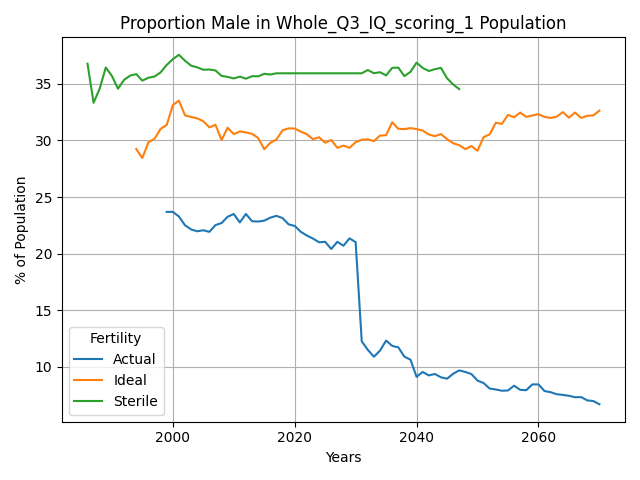 Proportion Male in Whole_Q3_IQ_scoring_1 Population
% of Population
35
30
25
20
15
10
Fertility
Actual
Ideal
Sterile
2000
2020
2040
2060
Years